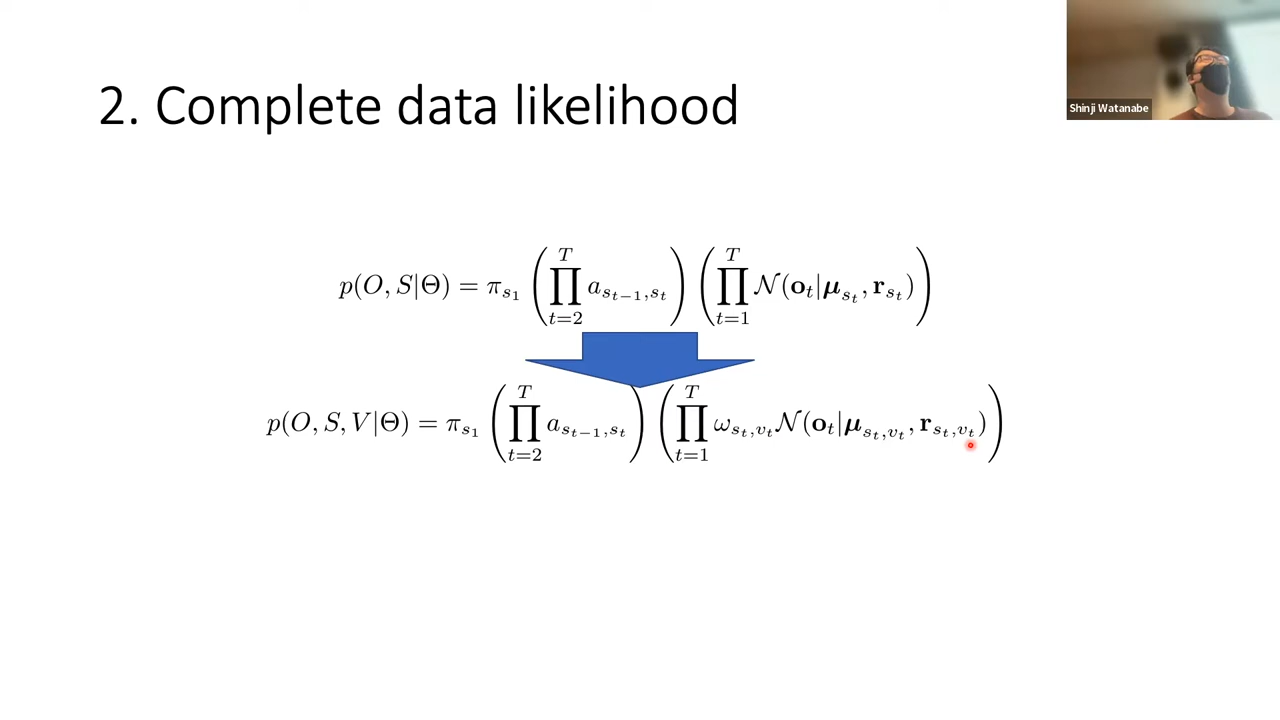 2. Complete data likelihood
Shinji Watanabe
p(O, S|Θ) = π_{s_1} (∏_{t=2}^{T} a_{s_{t−1},s_t}) (∏_{t=1}^{T} 𝒩(𝐨_t|𝝁_{s_t}, 𝐫_{s_t}))
p(O, S, V|Θ) = π_{s_1} (∏_{t=2}^{T} a_{s_{t−1},s_t}) (∏_{t=1}^{T} ω_{s_t,v_t} 𝒩(𝐨_t|𝝁_{s_t,v_t}, 𝐫_{s_t,v_t}))